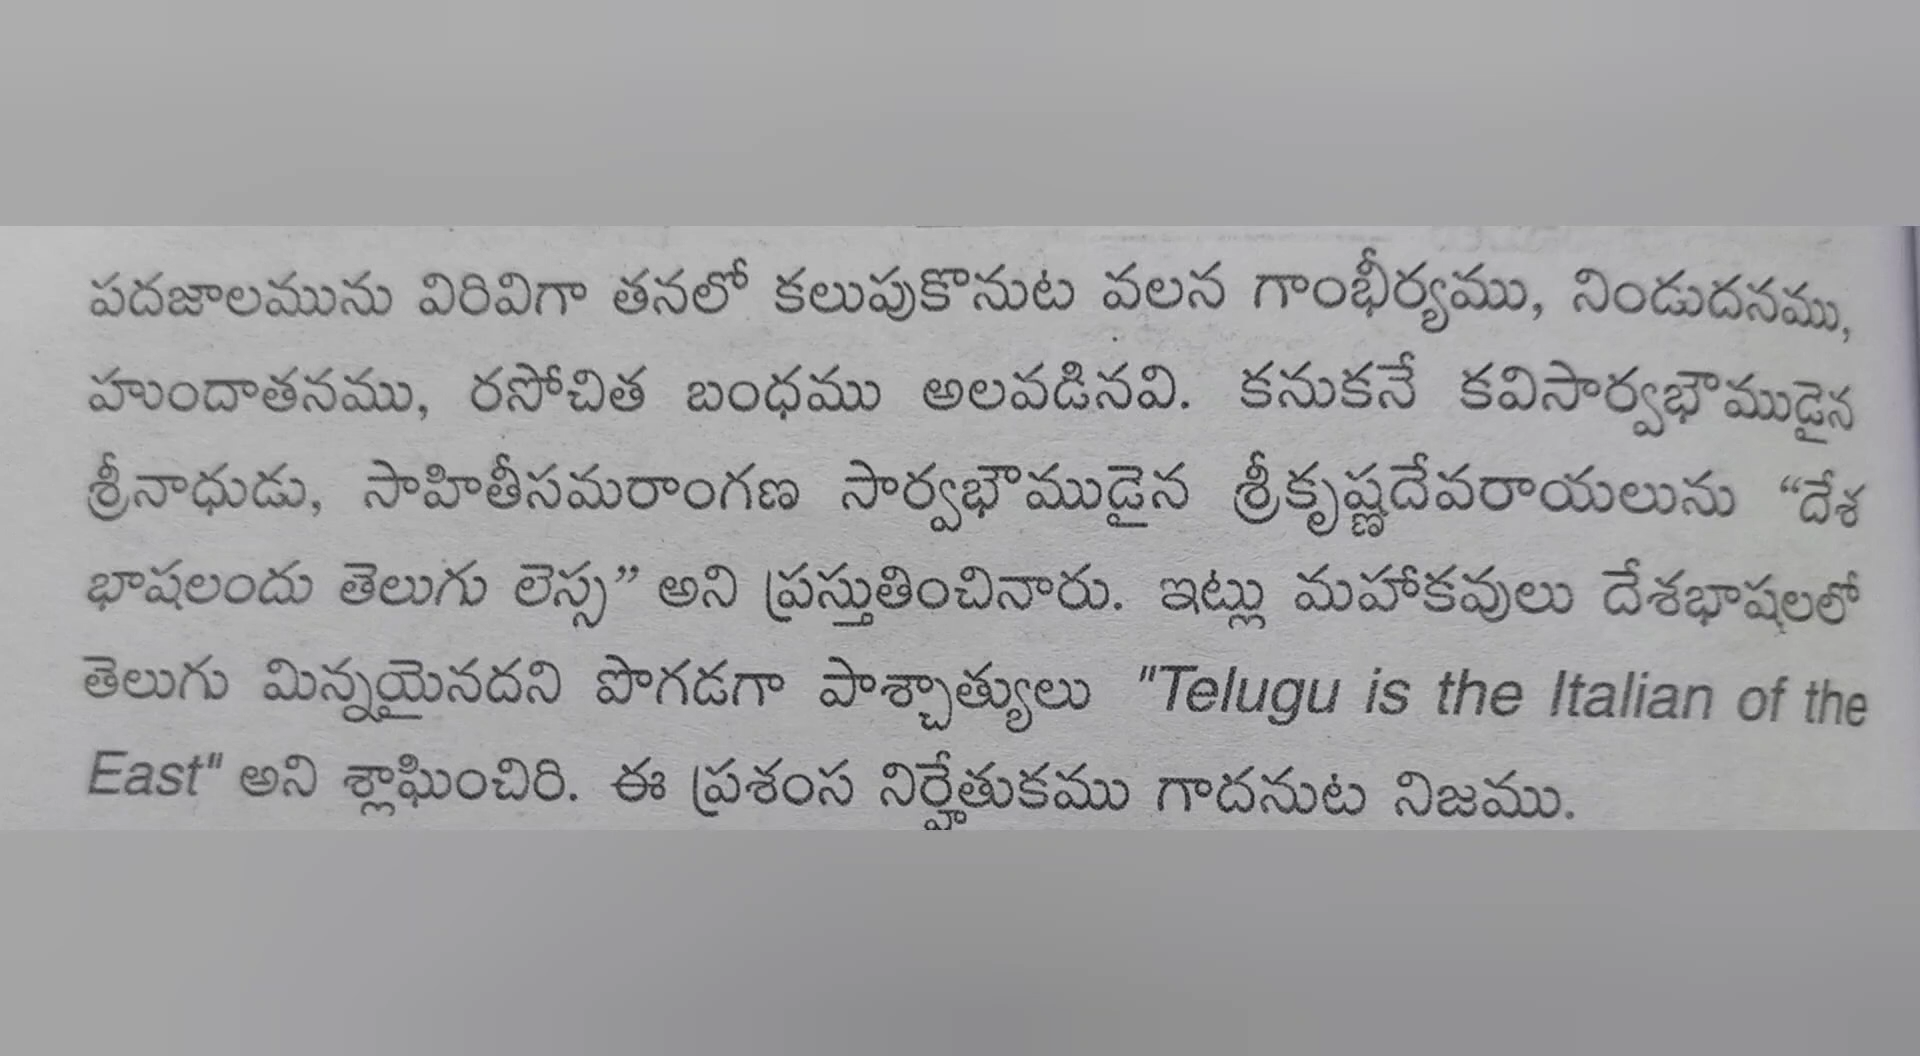 పదజాలమును విరివిగా తనలో కలుపుకొనుట వలన గాంభీర్యము, నిండుదనము,
హుందాతనము, రసోచిత బంధము అలవడినవి. కనుకనే కవిసార్వభౌముడైన
శ్రీనాధుడు, సాహితీసమరాంగణ సార్వభౌముడైన శ్రీకృష్ణదేవరాయలును “దేశ
భాషలందు తెలుగు లెస్స” అని ప్రస్తుతించినారు. ఇట్లు మహాకవులు దేశభాషలలో
తెలుగు మిన్నయైనదని పొగడగా పాశ్చాత్యులు "Telugu is the Italian of the
East" అని శ్లాఘించిరి. ఈ ప్రశంస నిర్హేతుకము గాదనుట నిజము.